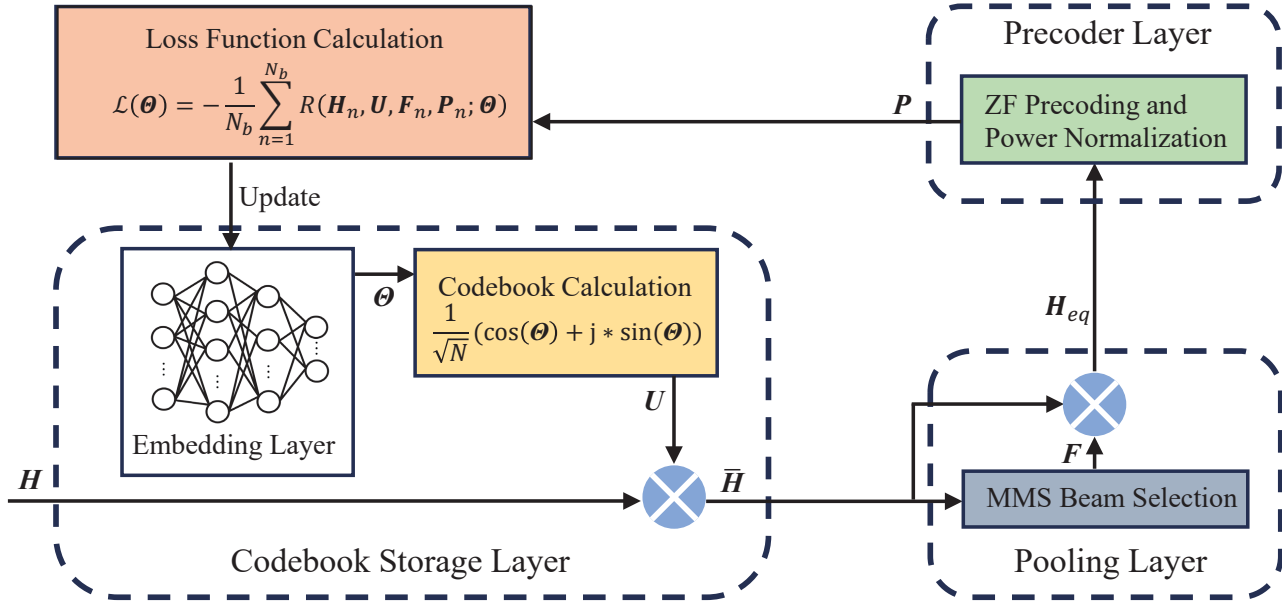 Loss Function Calculation
ℒ(𝜣) = −1/N_b ∑_{n=1}^{N_b} R(𝑯_n, 𝑼, 𝑭_n, 𝑷_n; 𝜣)
Precoder Layer
𝑷
ZF Precoding and
Power Normalization
Update
𝜣
Codebook Calculation
1/√N (cos(𝜣) + j ∗ sin(𝜣))
𝑯_eq
𝑼
Embedding Layer
𝑯
𝑯̄
𝑭
MMS Beam Selection
Codebook Storage Layer
Pooling Layer